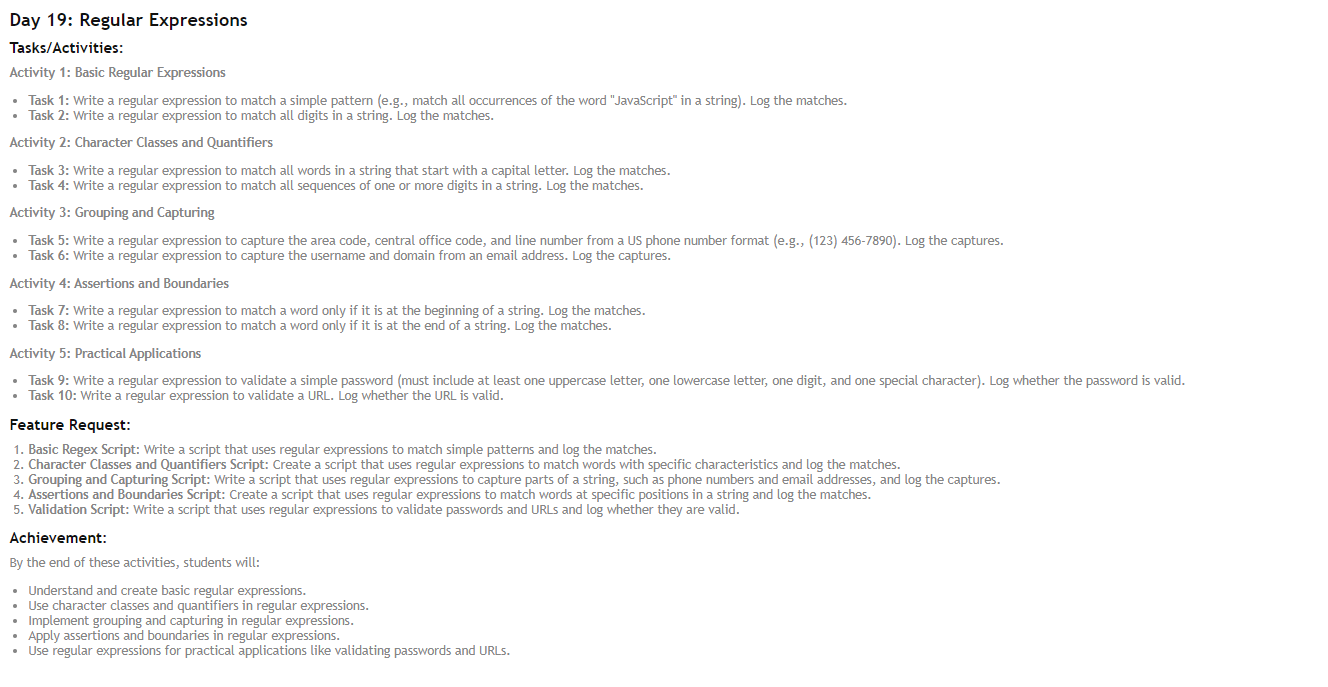 Day 19: Regular Expressions
Tasks/Activities:
Activity 1: Basic Regular Expressions
• Task 1: Write a regular expression to match a simple pattern (e.g., match all occurrences of the word "JavaScript" in a string). Log the matches.
• Task 2: Write a regular expression to match all digits in a string. Log the matches.
Activity 2: Character Classes and Quantifiers
• Task 3: Write a regular expression to match all words in a string that start with a capital letter. Log the matches.
• Task 4: Write a regular expression to match all sequences of one or more digits in a string. Log the matches.
Activity 3: Grouping and Capturing
• Task 5: Write a regular expression to capture the area code, central office code, and line number from a US phone number format (e.g., (123) 456-7890). Log the captures.
• Task 6: Write a regular expression to capture the username and domain from an email address. Log the captures.
Activity 4: Assertions and Boundaries
• Task 7: Write a regular expression to match a word only if it is at the beginning of a string. Log the matches.
• Task 8: Write a regular expression to match a word only if it is at the end of a string. Log the matches.
Activity 5: Practical Applications
• Task 9: Write a regular expression to validate a simple password (must include at least one uppercase letter, one lowercase letter, one digit, and one special character). Log whether the password is valid.
• Task 10: Write a regular expression to validate a URL. Log whether the URL is valid.
Feature Request:
1. Basic Regex Script: Write a script that uses regular expressions to match simple patterns and log the matches.
2. Character Classes and Quantifiers Script: Create a script that uses regular expressions to match words with specific characteristics and log the matches.
3. Grouping and Capturing Script: Write a script that uses regular expressions to capture parts of a string, such as phone numbers and email addresses, and log the captures.
4. Assertions and Boundaries Script: Create a script that uses regular expressions to match words at specific positions in a string and log the matches.
5. Validation Script: Write a script that uses regular expressions to validate passwords and URLs and log whether they are valid.
Achievement:
By the end of these activities, students will:
• Understand and create basic regular expressions.
• Use character classes and quantifiers in regular expressions.
• Implement grouping and capturing in regular expressions.
• Apply assertions and boundaries in regular expressions.
• Use regular expressions for practical applications like validating passwords and URLs.